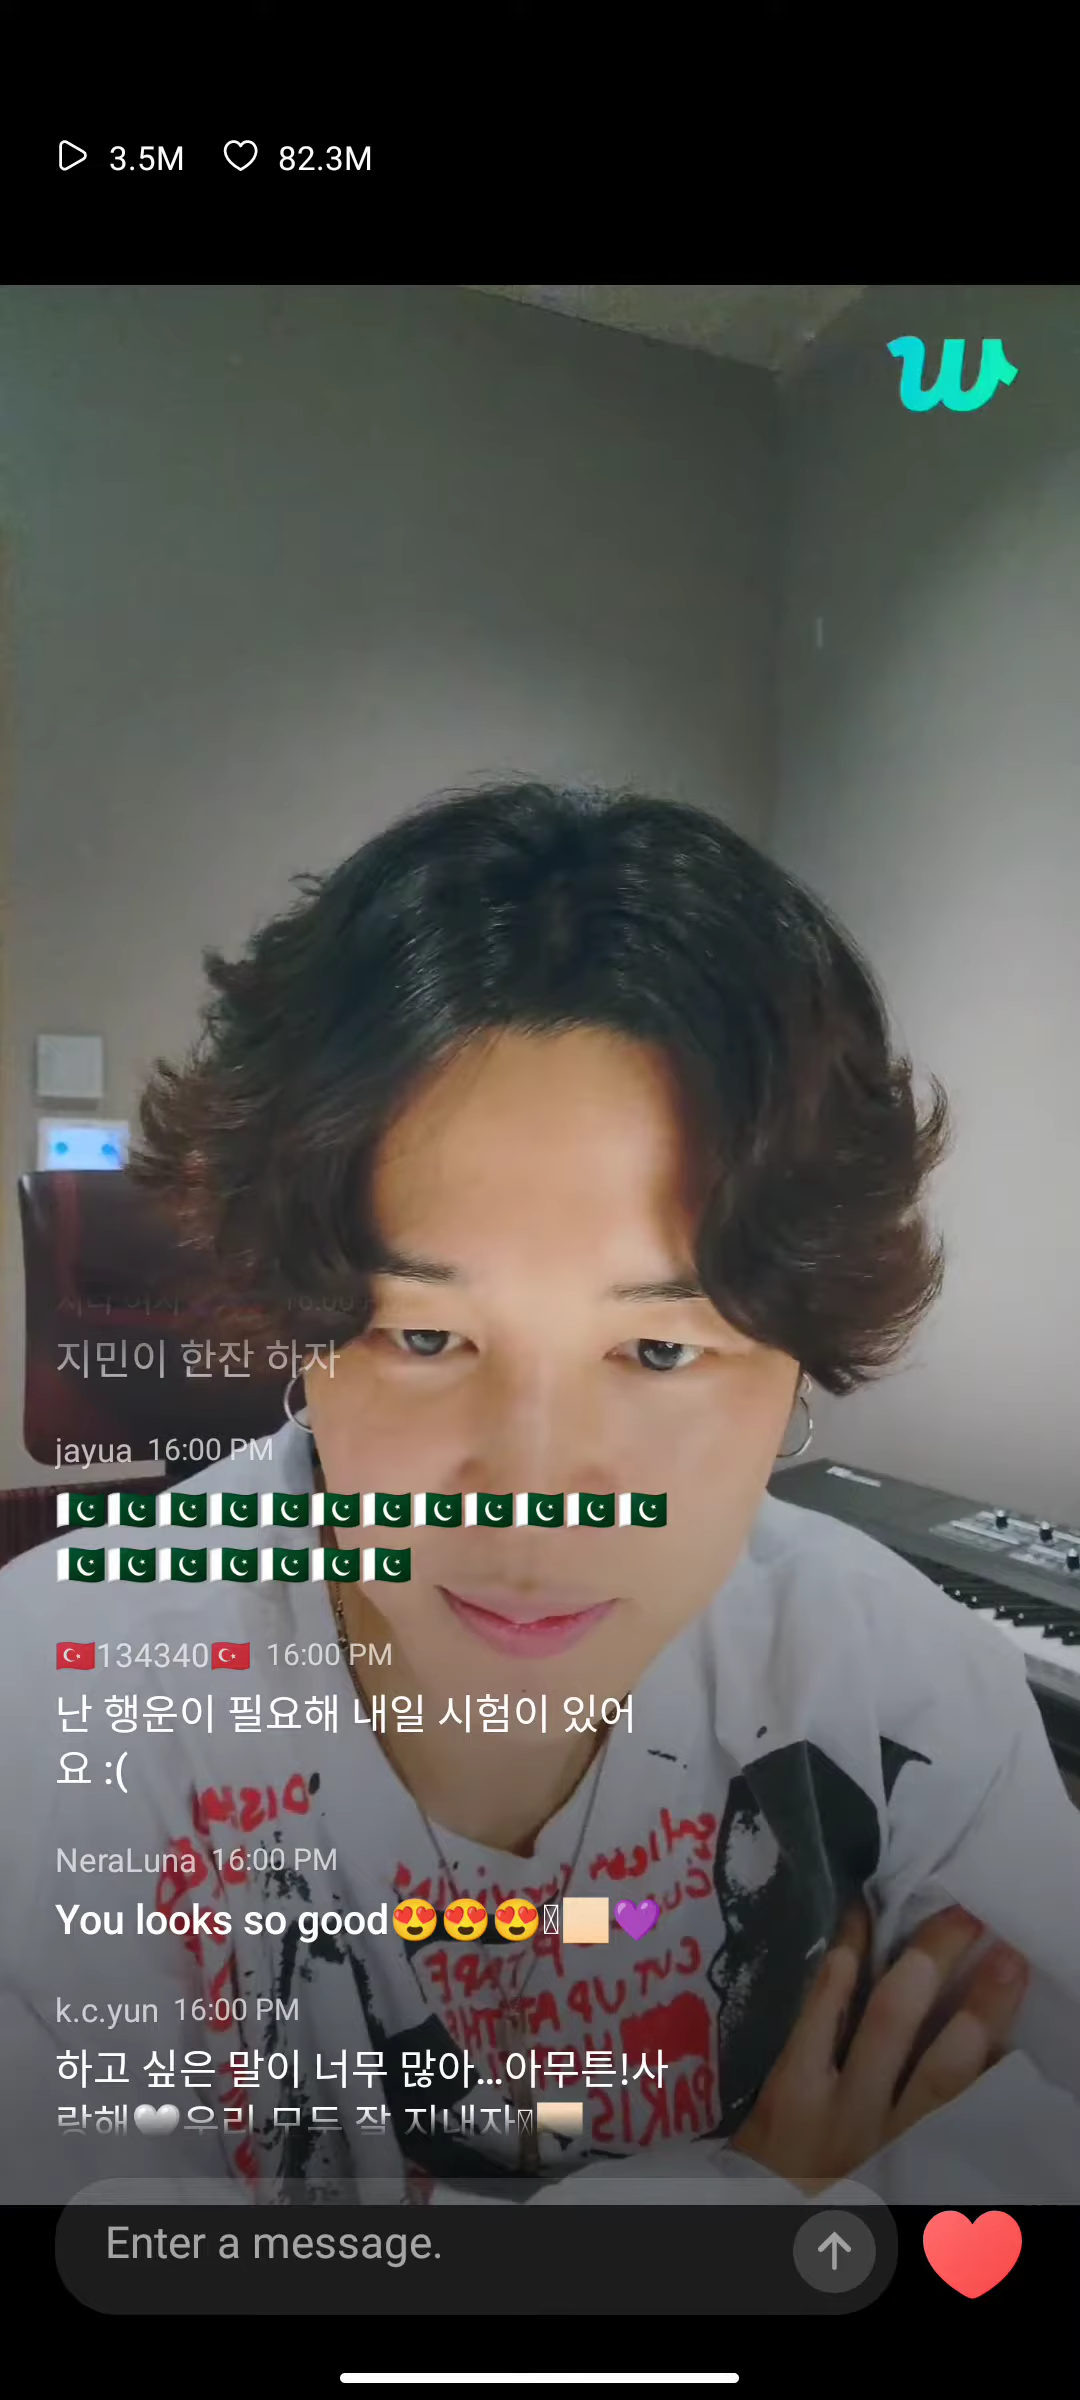 3.5M 82.3M
지민이 한잔 하자
jayua 16:00 PM
🇵🇰🇵🇰🇵🇰🇵🇰🇵🇰🇵🇰🇵🇰🇵🇰🇵🇰🇵🇰🇵🇰🇵🇰
🇵🇰🇵🇰🇵🇰🇵🇰🇵🇰🇵🇰🇵🇰
🇹🇷134340🇹🇷 16:00 PM
난 행운이 필요해 내일 시험이 있어
요 :(
NeraLuna 16:00 PM
You looks so good😍😍😍🏻💜
k.c.yun 16:00 PM
하고 싶은 말이 너무 많아...아무튼!사
랑해🤍우리 모두 잘 지내자🏻
CUT UP
PARIS
Enter a message.